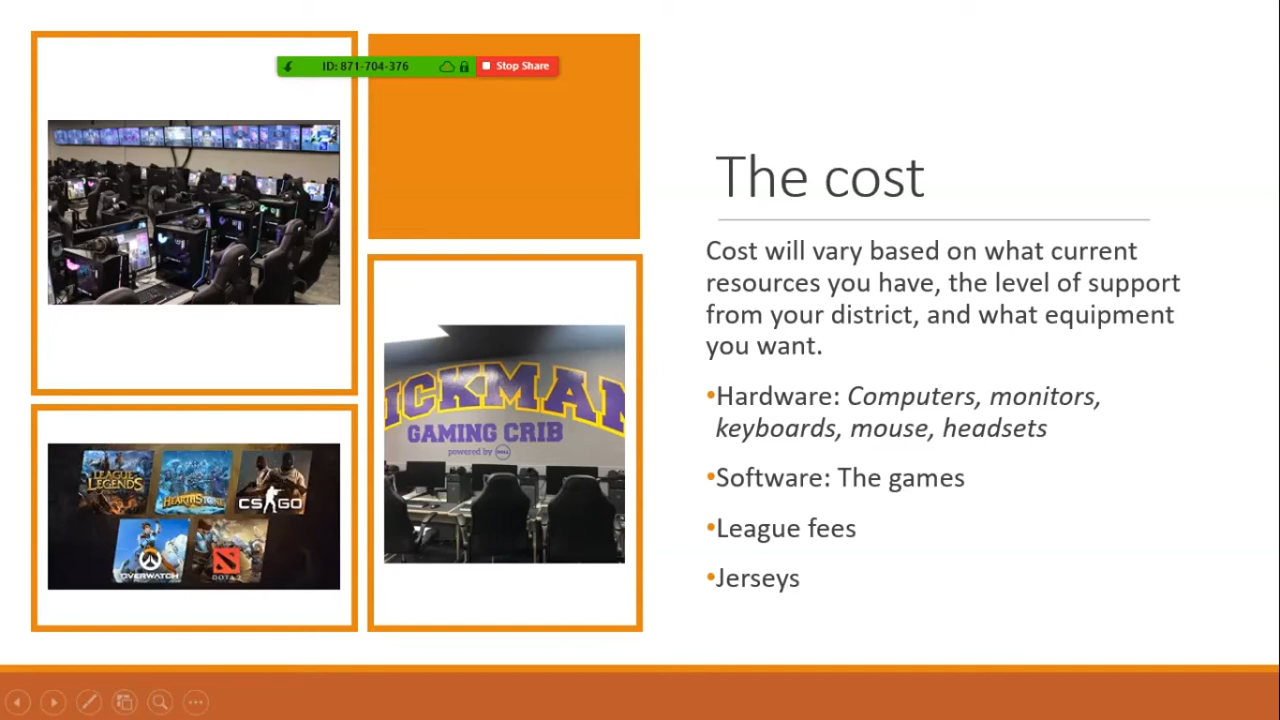 ID: 871-704-376
Stop Share
The cost
Cost will vary based on what current
resources you have, the level of support
from your district, and what equipment
you want.
•Hardware: Computers, monitors,
keyboards, mouse, headsets
•Software: The games
•League fees
•Jerseys
ICKMAN
GAMING CRIB
powered by DELL
LEAGUE
LEGENDS
HEARTHSTONE
CS GO
OVERWATCH
DOTA 2